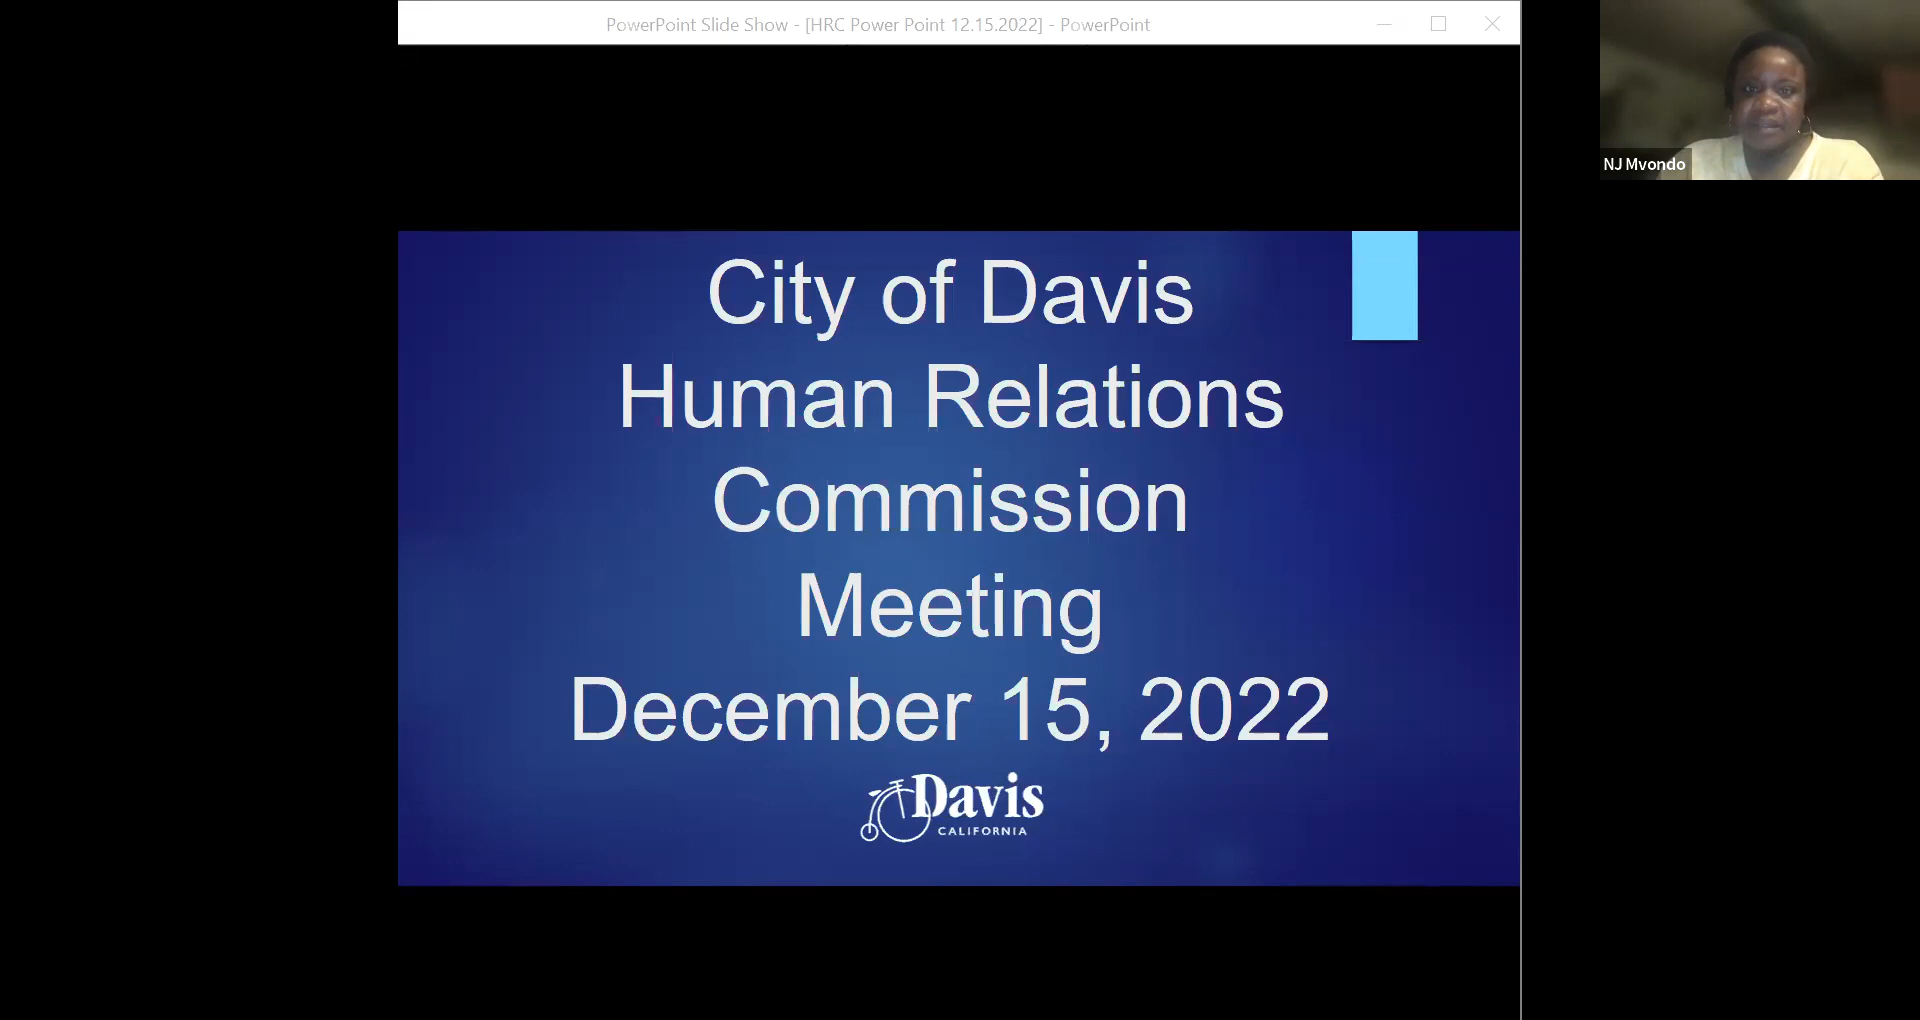 PowerPoint Slide Show - [HRC Power Point 12.15.2022] - PowerPoint
NJ Mvondo
City of Davis
Human Relations
Commission
Meeting
December 15, 2022
Davis
CALIFORNIA